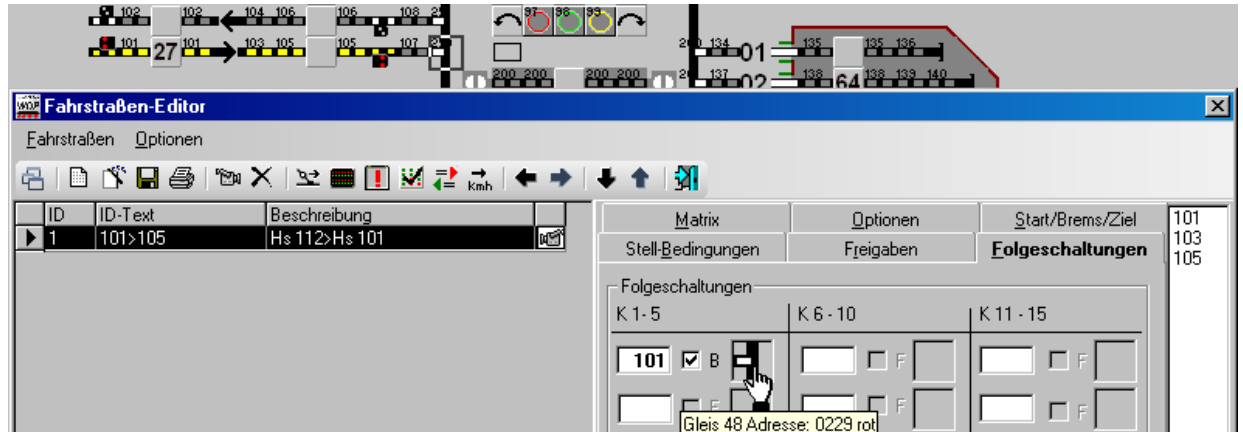 102 102 104 106 106 108
97 98 99
101 27 101 103 105 105 107
134 01 135 135 136
200 200 200 200 137 02 138 64 138 139 140
Fahrstraßen-Editor
Fahrstraßen Optionen
Kmh
ID ID-Text Beschreibung
1 101>105 Hs 112>Hs 101
Matrix Optionen Start/Brems/Ziel
Stell-Bedingungen Freigaben Folgeschaltungen
101
103
105
Folgeschaltungen
K 1- 5 K 6 - 10 K 11 - 15
101 B F F
F F F
Gleis 48 Adresse: 0229 rot